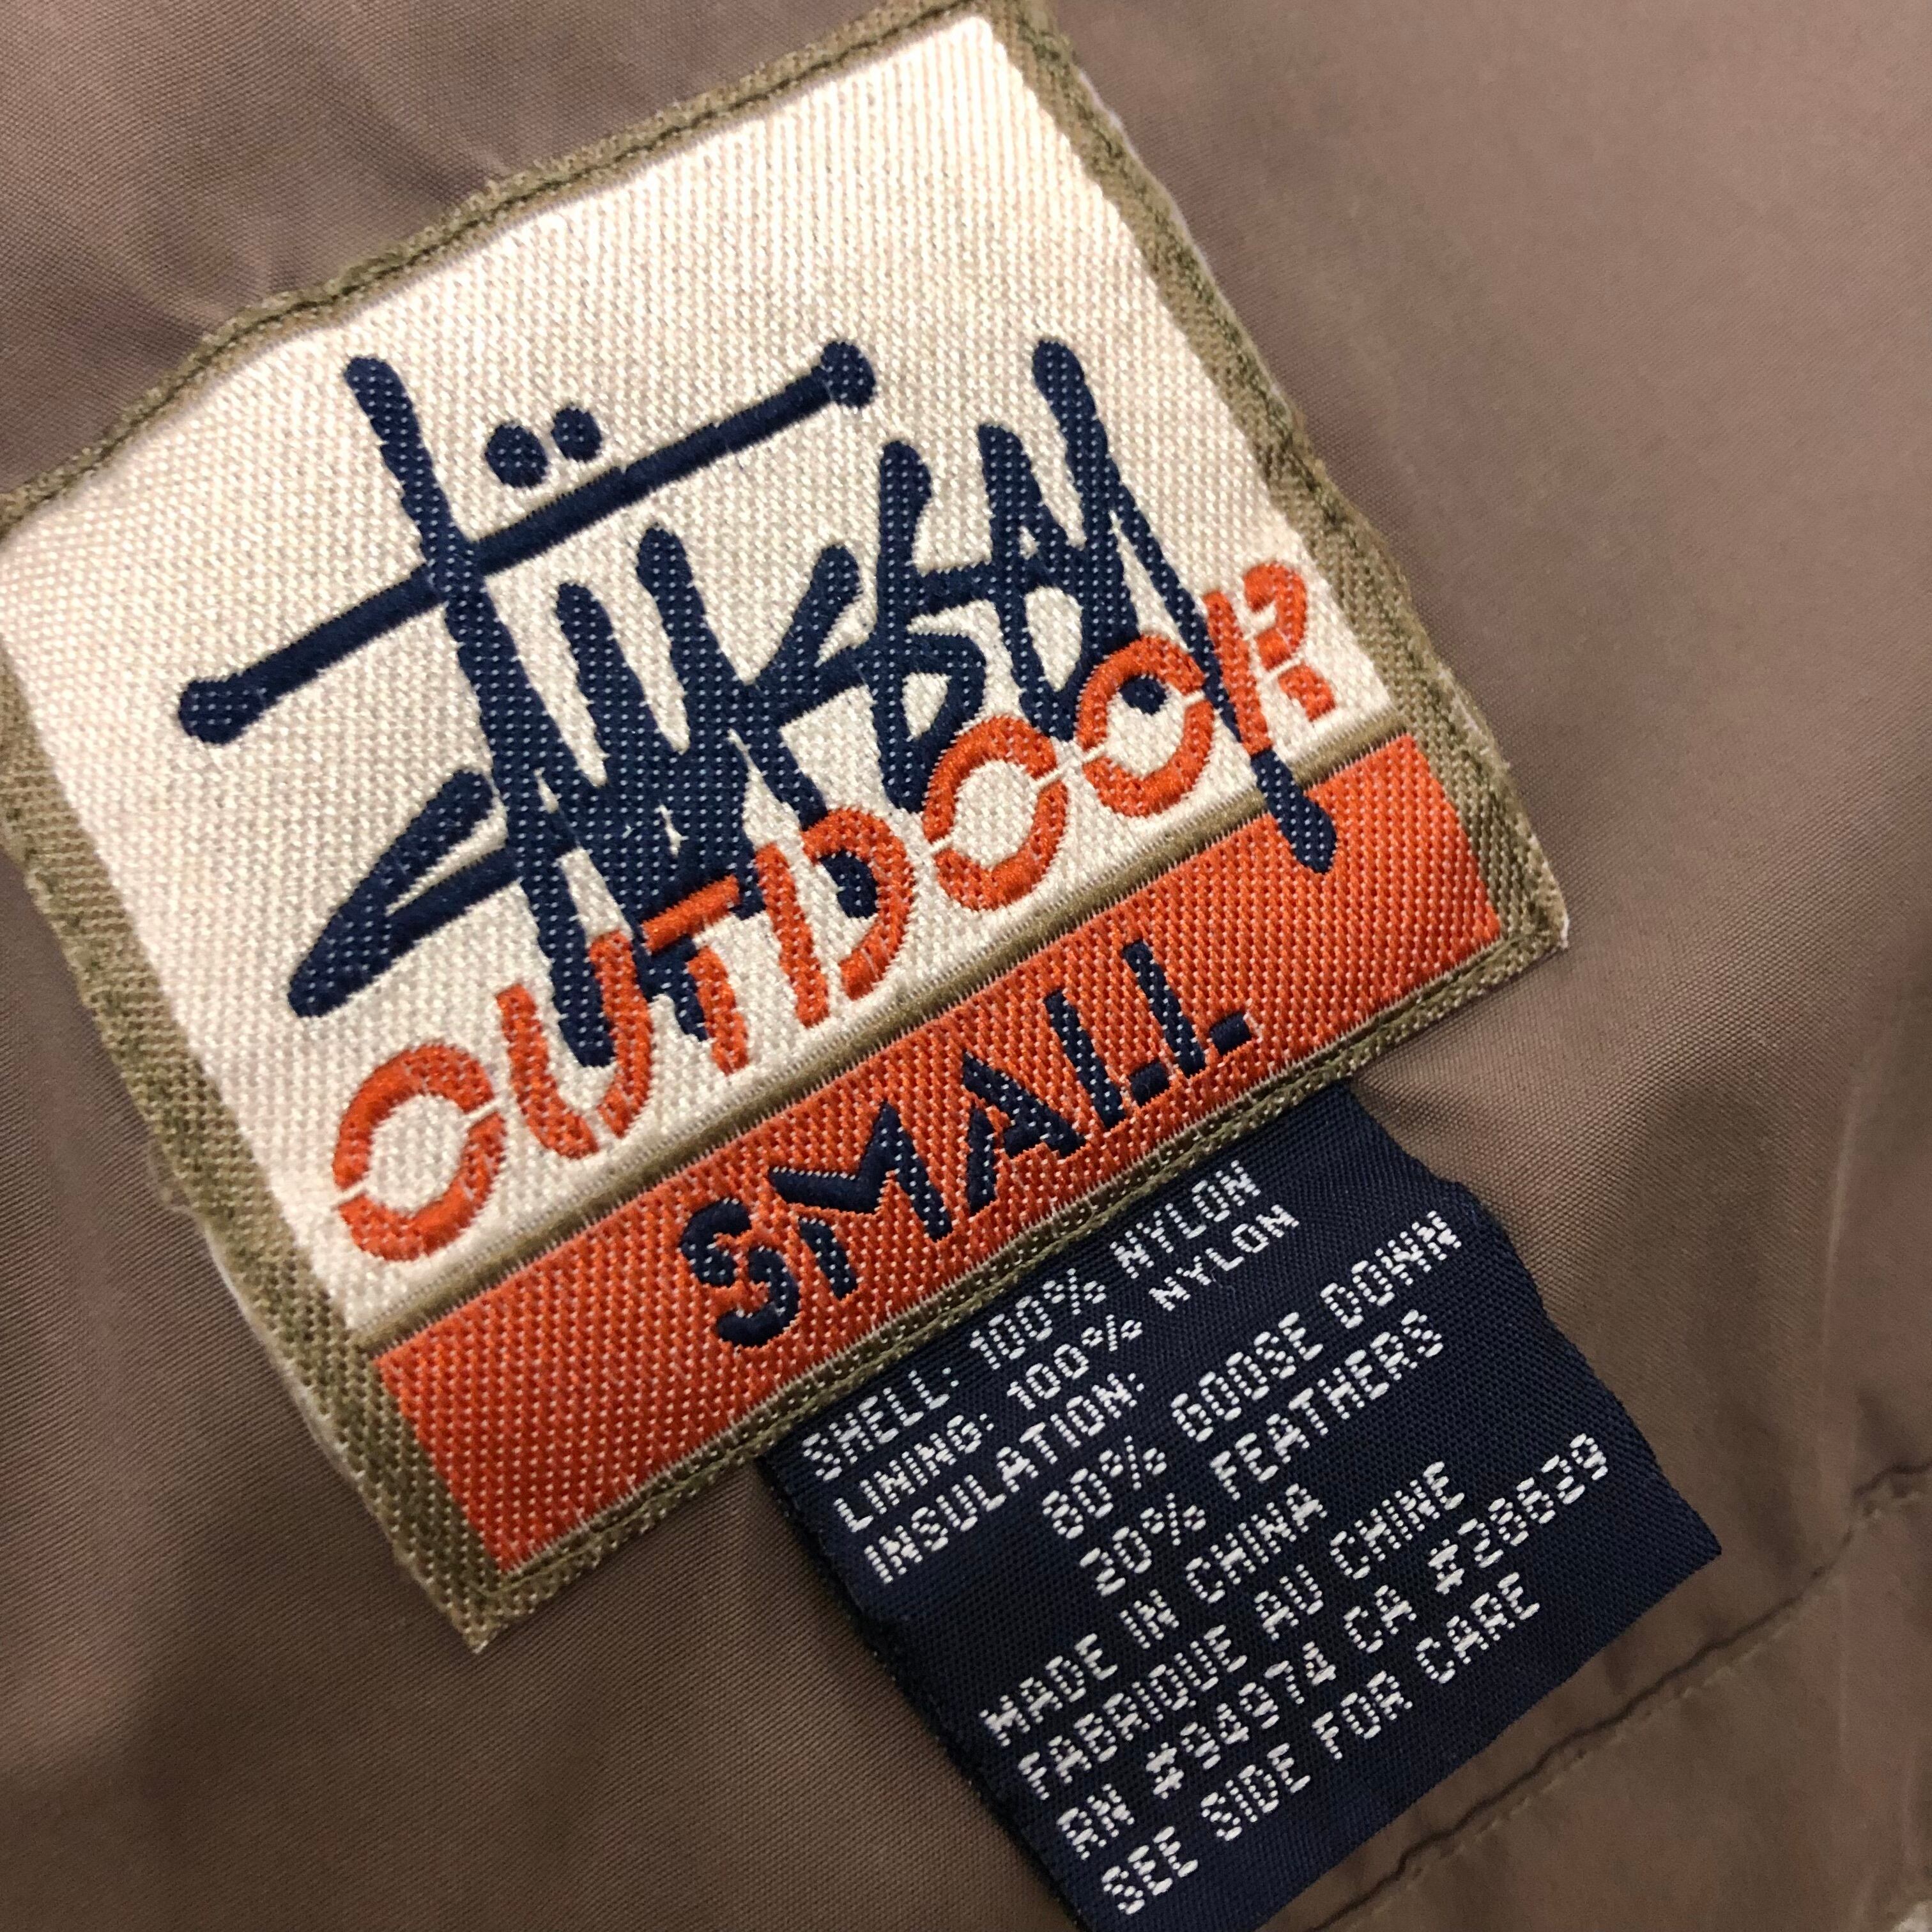 Stüssy
OUTDOOR
SMALL
SHELL: 100% NYLON
LINING: 100% NYLON
INSULATION:
80% GOOSE DOWN
20% FEATHERS
MADE IN CHINA
FABRIQUE AU CHINE
RN #94974 CA #28639
SEE SIDE FOR CARE